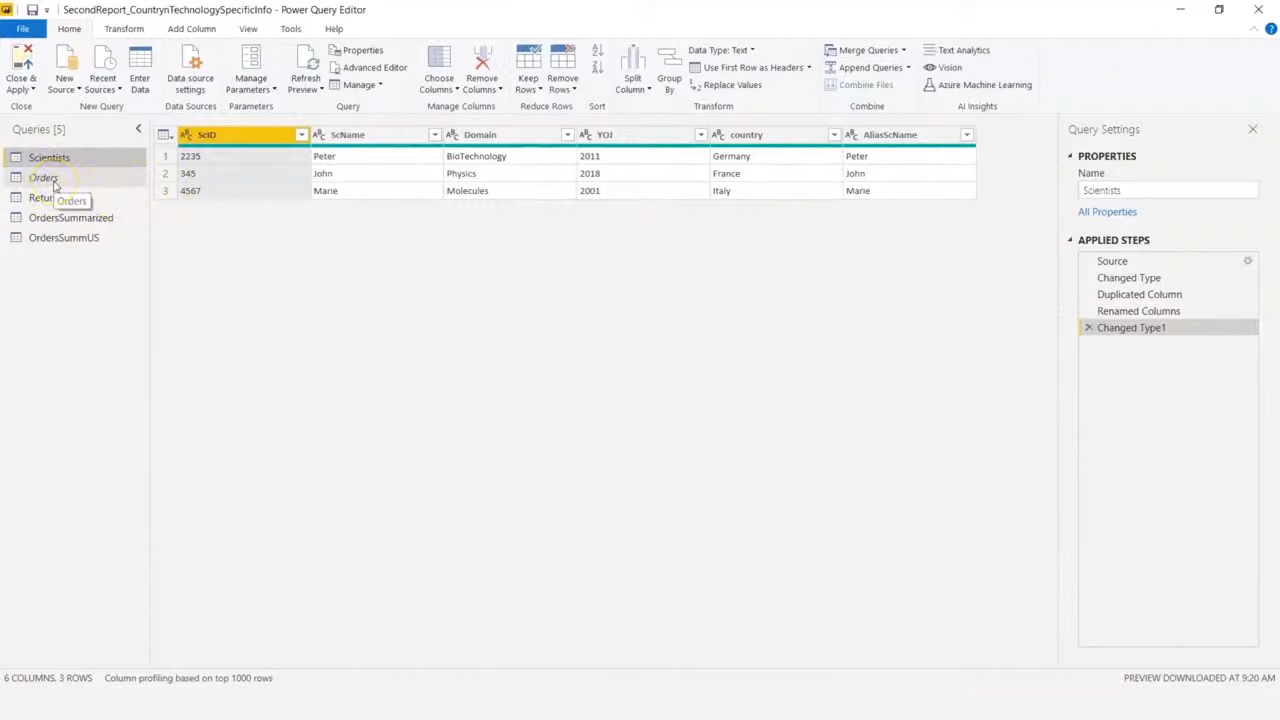 SecondReport_CountrynTechnologySpecificInfo - Power Query Editor
File Home Transform Add Column View Tools Help
Close & Apply
New Source
Recent Sources
Enter Data
Data source settings
Manage Parameters
Refresh Preview
Properties
Advanced Editor
Manage
Choose Columns
Remove Columns
Keep Rows
Remove Rows
Split Column
Group By
Data Type: Text
Use First Row as Headers
Replace Values
Merge Queries
Append Queries
Combine Files
Text Analytics
Vision
Azure Machine Learning
Close New Query Data Sources Parameters Query Manage Columns Reduce Rows Sort Transform Combine AI Insights
Queries [5]
Scientists
Orders
Retur
Orders
OrdersSummarized
OrdersSummUS
ScID ScName Domain YOJ country AliasScName
1 2235 Peter BioTechnology 2011 Germany Peter
2 345 John Physics 2018 France John
3 4567 Marie Molecules 2001 Italy Marie
Query Settings
PROPERTIES
Name
Scientists
All Properties
APPLIED STEPS
Source
Changed Type
Duplicated Column
Renamed Columns
Changed Type1
6 COLUMNS, 3 ROWS Column profiling based on top 1000 rows PREVIEW DOWNLOADED AT 9:20 AM